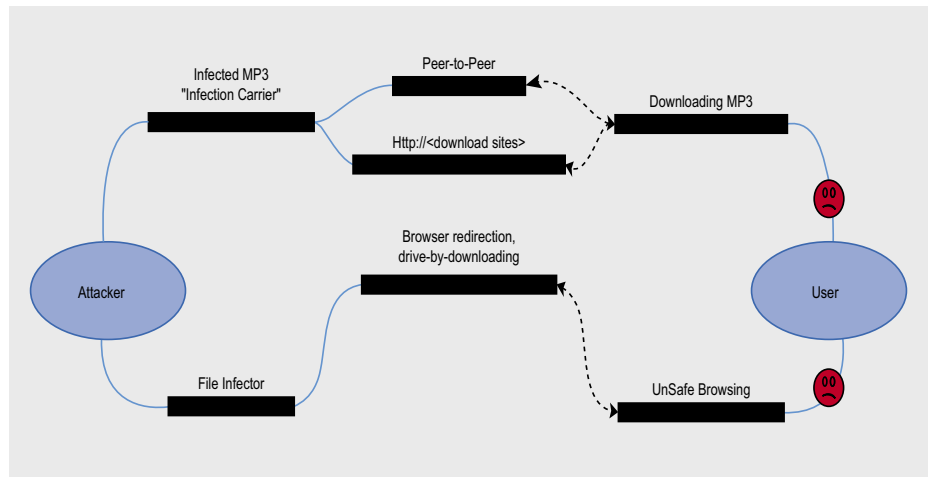 Peer-to-Peer
Infected MP3
"Infection Carrier"
Downloading MP3
Http://<download sites>
Browser redirection,
drive-by-downloading
Attacker
User
File Infector
UnSafe Browsing